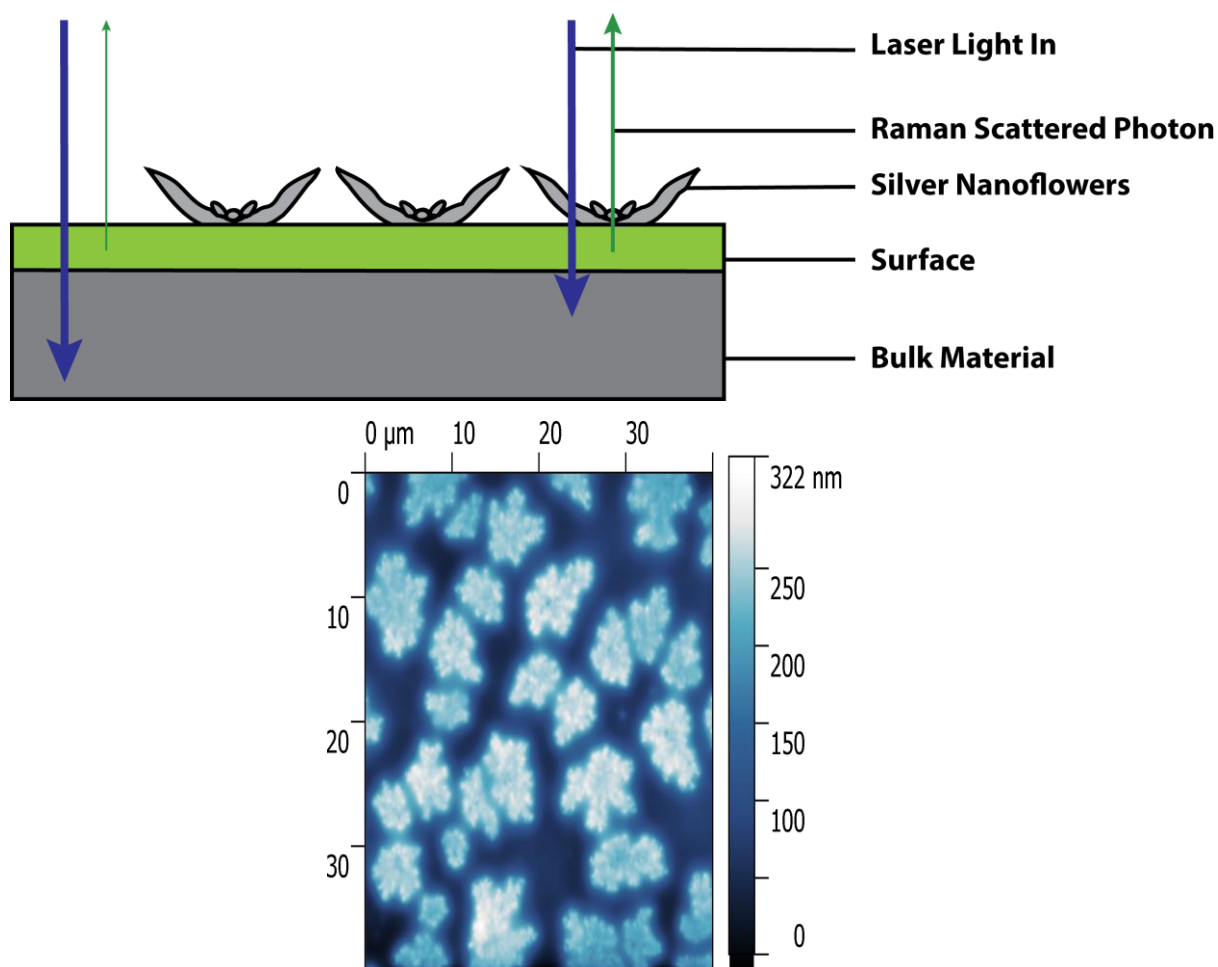 Laser Light In
Raman Scattered Photon
Silver Nanoflowers
Surface
Bulk Material
0 µm 10 20 30
0
10
20
30
322 nm
250
200
150
100
0